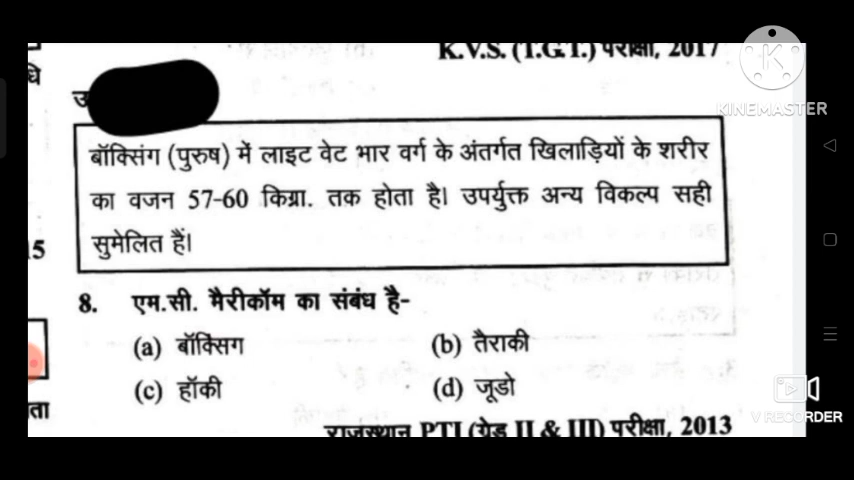 K.V.S. (T.G.T.) परीक्षा, 2017
धि
KINEMASTER
बॉक्सिंग (पुरुष) में लाइट वेट भार वर्ग के अंतर्गत खिलाड़ियों के शरीर
का वजन 57-60 किग्रा. तक होता है। उपर्युक्त अन्य विकल्प सही
सुमेलित हैं।
15
8. एम.सी. मैरीकॉम का संबंध है-
(a) बॉक्सिग (b) तैराकी
(c) हॉकी (d) जूडो
ता
V RECORDER
राजस्थान PTI (ग्रेड II & III) परीक्षा, 2013